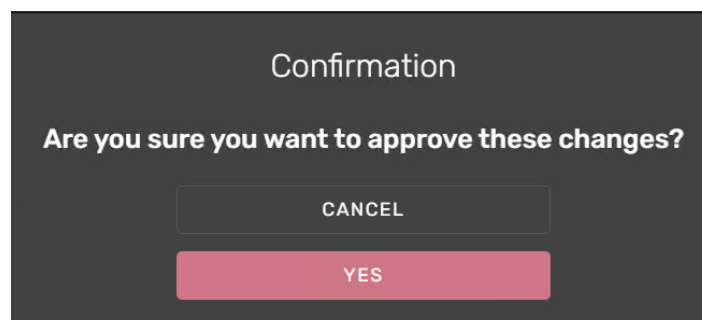 Confirmation
Are you sure you want to approve these changes?
CANCEL
YES